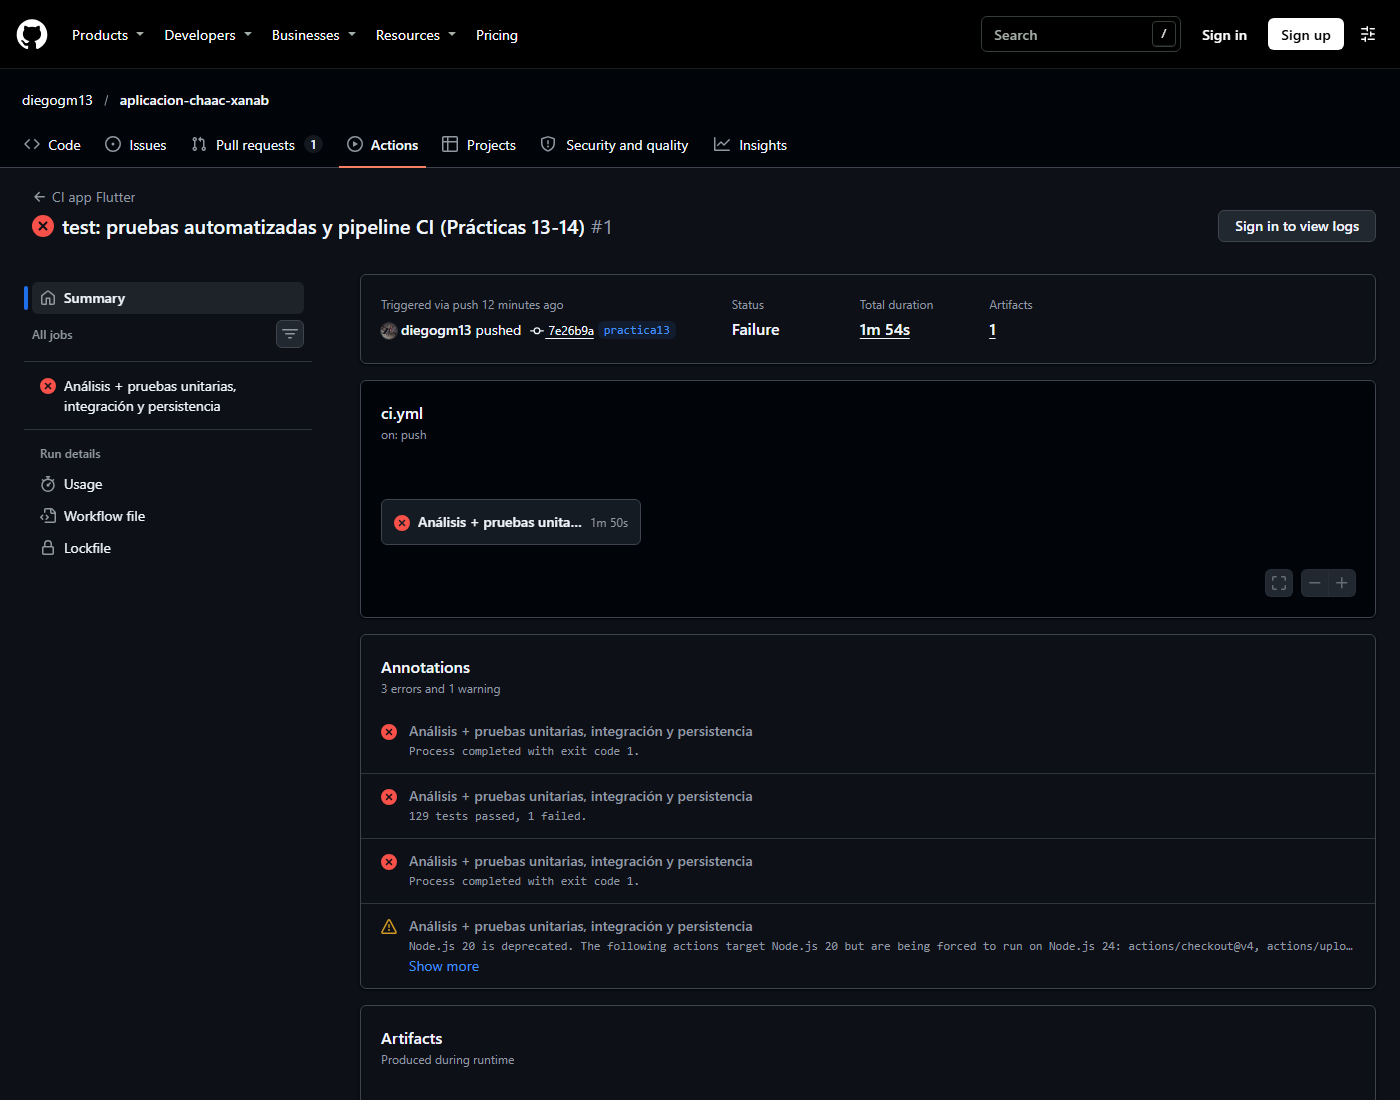 Products Developers Businesses Resources Pricing Search / Sign in Sign up
diegogm13 / aplicacion-chaac-xanab
Code Issues Pull requests 1 Actions Projects Security and quality Insights
CI app Flutter
test: pruebas automatizadas y pipeline CI (Prácticas 13-14) #1
Sign in to view logs
Summary
All jobs
Análisis + pruebas unitarias,
integración y persistencia
Run details
Usage
Workflow file
Lockfile
Triggered via push 12 minutes ago
diegogm13 pushed 7e26b9a practica13
Status
Failure
Total duration
1m 54s
Artifacts
1
ci.yml
on: push
Análisis + pruebas unita... 1m 50s
Annotations
3 errors and 1 warning
Análisis + pruebas unitarias, integración y persistencia
Process completed with exit code 1.
Análisis + pruebas unitarias, integración y persistencia
129 tests passed, 1 failed.
Análisis + pruebas unitarias, integración y persistencia
Process completed with exit code 1.
Análisis + pruebas unitarias, integración y persistencia
Node.js 20 is deprecated. The following actions target Node.js 20 but are being forced to run on Node.js 24: actions/checkout@v4, actions/uplo…
Show more
Artifacts
Produced during runtime